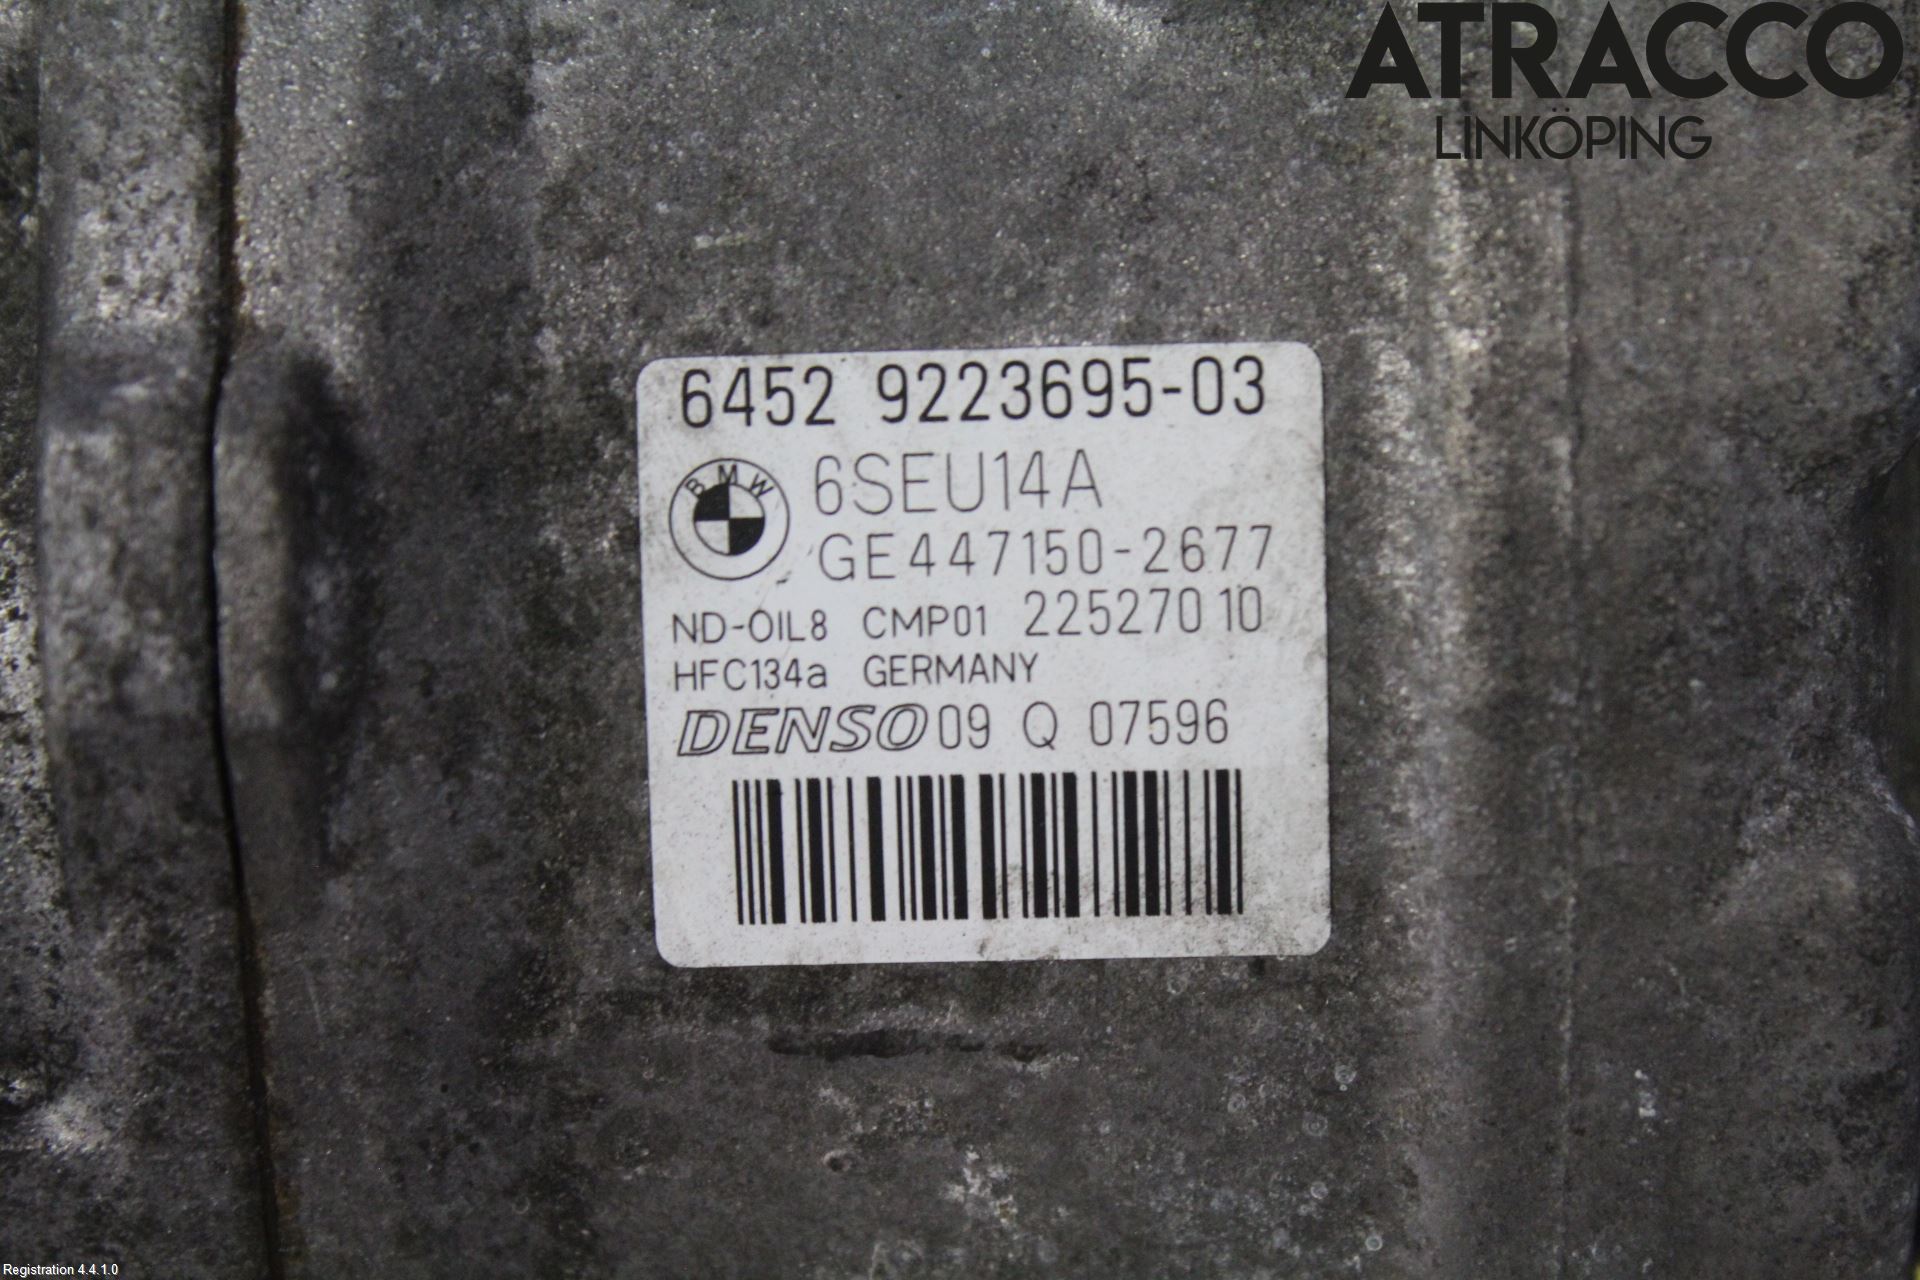 ATRACCO
LINKÖPING
6452 9223695-03
BMW
6SEU14A
GE447150-2677
ND-OIL8 CMP01 22527010
HFC134a GERMANY
DENSO 09 Q 07596
Registration 4.4.1.0